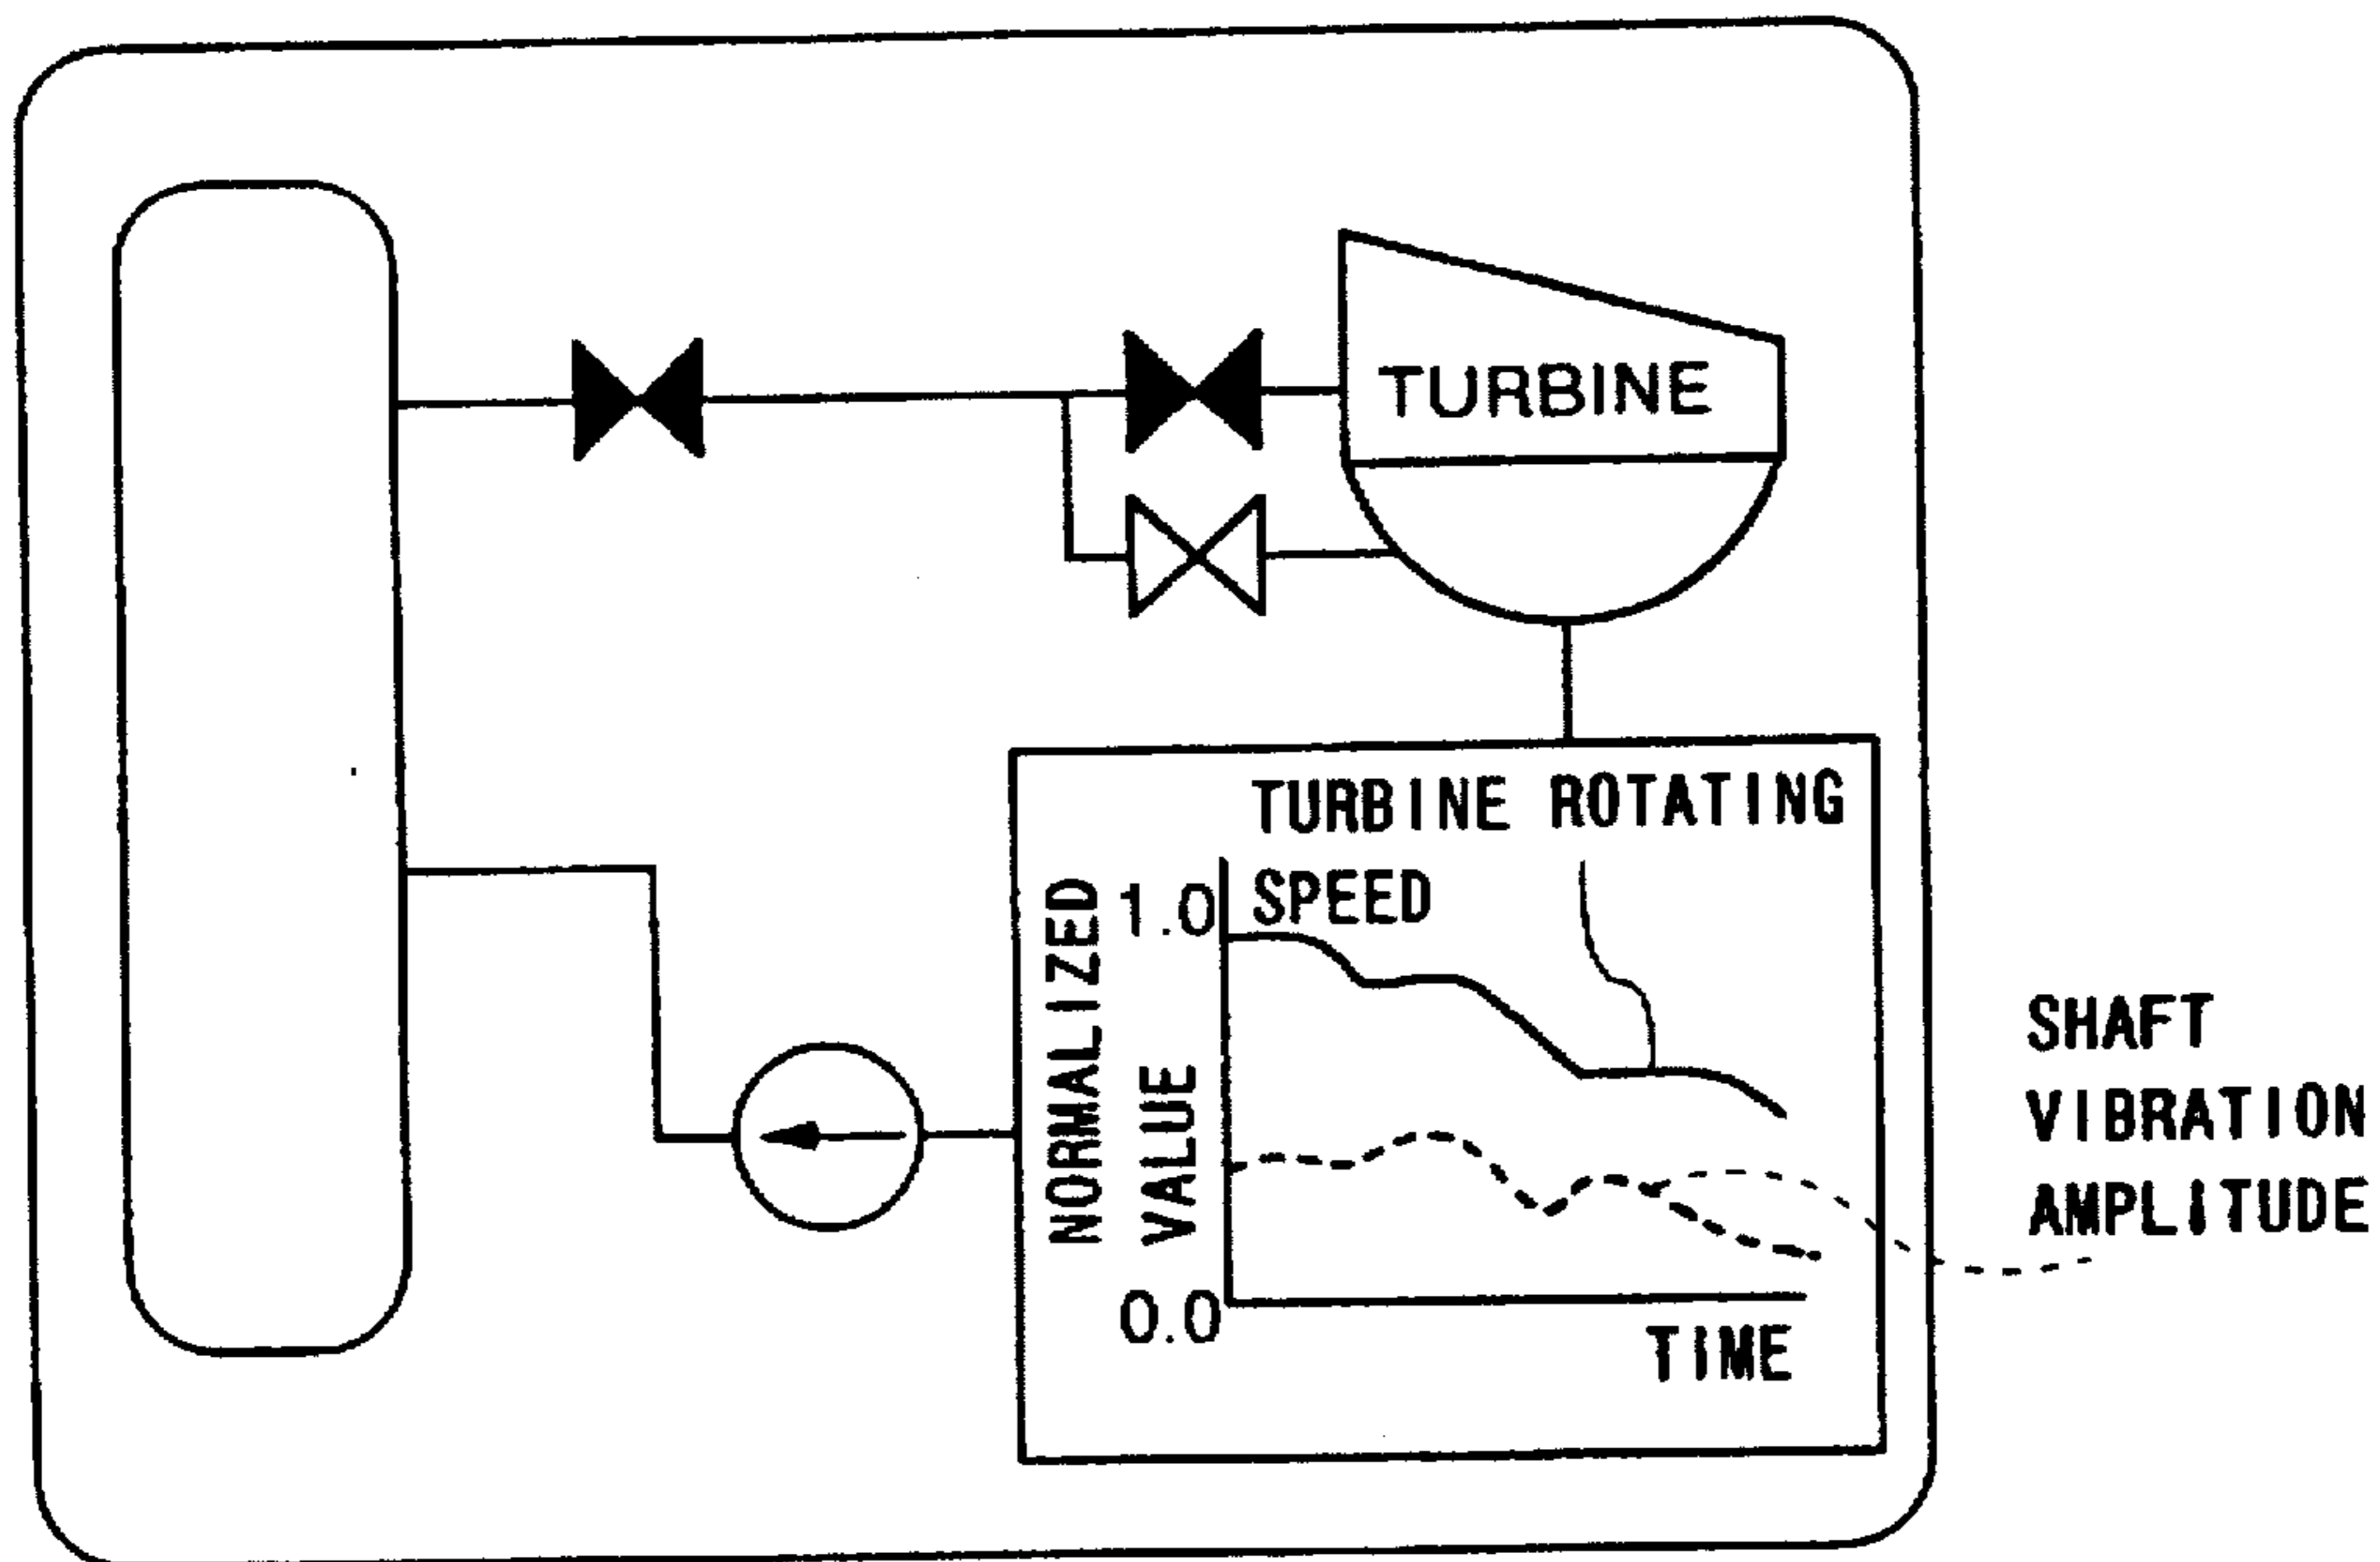 TURBINE
TURBINE ROTATING
SPEED
NORMALIZED
VALUE
1.0
0.0
TIME
SHAFT
VIBRATION
AMPLITUDE